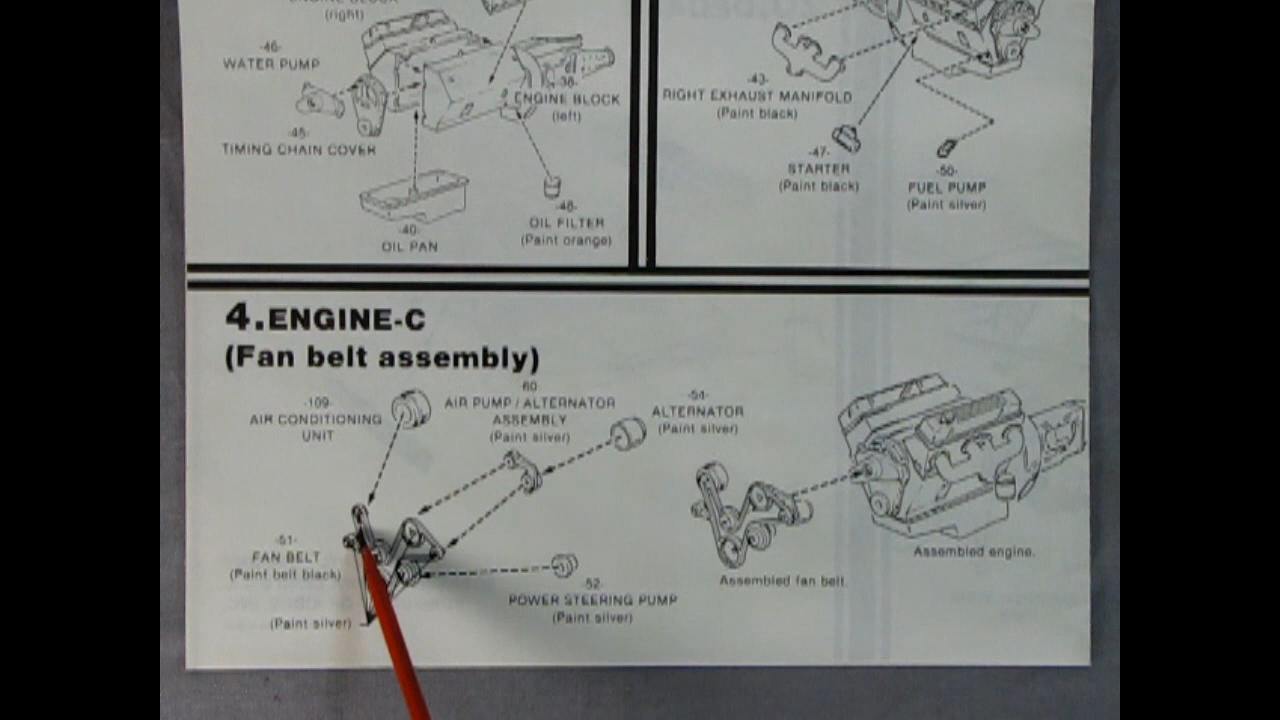 (right)
-46-
WATER PUMP
-45-
TIMING CHAIN COVER
-38-
ENGINE BLOCK
(left)
-40-
OIL PAN
-48-
OIL FILTER
(Paint orange)
-43-
RIGHT EXHAUST MANIFOLD
(Paint black)
-47-
STARTER
(Paint black)
-50-
FUEL PUMP
(Paint silver)
4.ENGINE-C
(Fan belt assembly)
-109-
AIR CONDITIONING
UNIT
60
AIR PUMP/ALTERNATOR
ASSEMBLY
(Paint silver)
ALTERNATOR
(Paint silver)
-51-
FAN BELT
(Paint belt black)
(Paint silver)
-52-
POWER STEERING PUMP
(Paint silver)
Assembled fan belt.
Assembled engine.